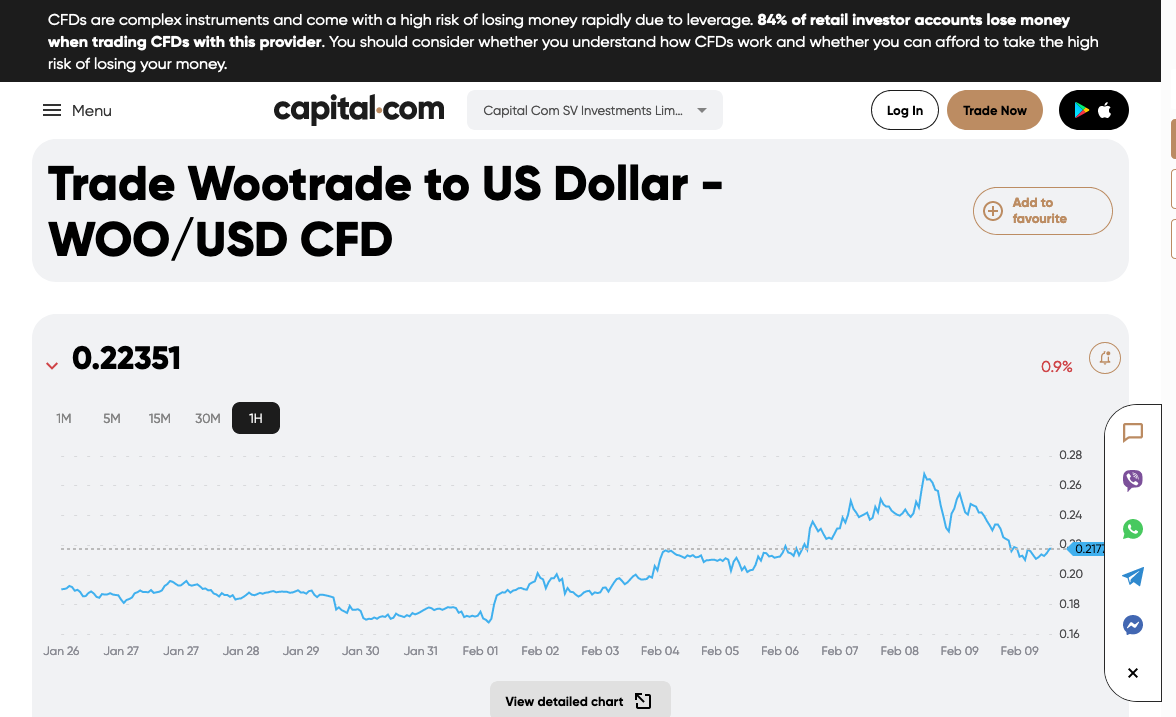 CFDs are complex instruments and come with a high risk of losing money rapidly due to leverage. 84% of retail investor accounts lose money
when trading CFDs with this provider. You should consider whether you understand how CFDs work and whether you can afford to take the high
risk of losing your money.
Menu
capital.com
Capital Com SV Investments Lim...
Log In
Trade Now
Trade Wootrade to US Dollar -
WOO/USD CFD
Add to
favourite
0.22351
0.9%
1M 5M 15M 30M 1H
0.28
0.26
0.24
0.20
0.18
0.16
Jan 26 Jan 27 Jan 27 Jan 28 Jan 29 Jan 30 Jan 31 Feb 01 Feb 02 Feb 03 Feb 04 Feb 05 Feb 06 Feb 07 Feb 08 Feb 09 Feb 09
View detailed chart